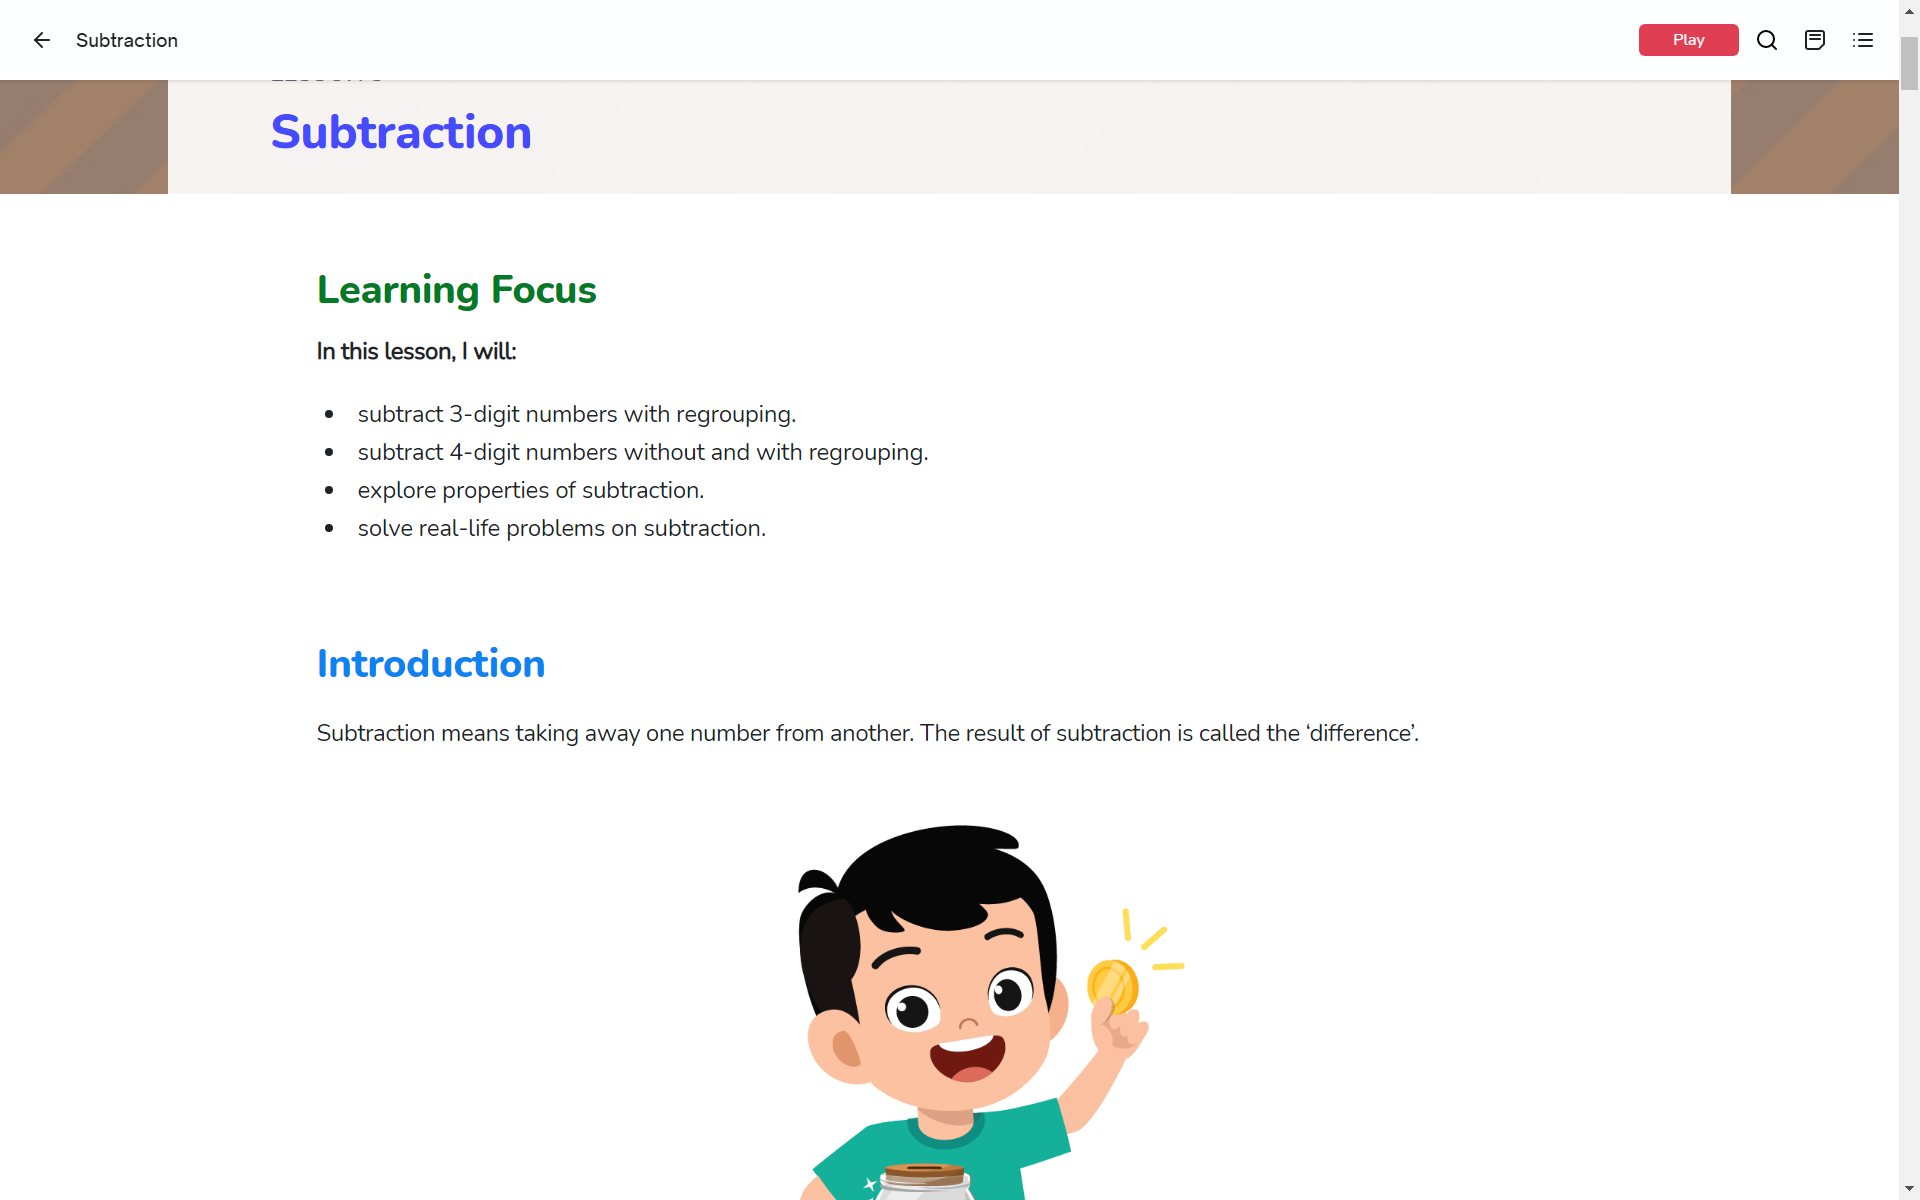 Subtraction
Play
Subtraction
Learning Focus
In this lesson, I will:
• subtract 3-digit numbers with regrouping.
• subtract 4-digit numbers without and with regrouping.
• explore properties of subtraction.
• solve real-life problems on subtraction.
Introduction
Subtraction means taking away one number from another. The result of subtraction is called the ‘difference’.